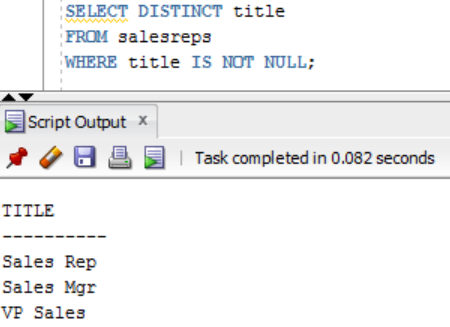 SELECT DISTINCT title
FROM salesreps
WHERE title IS NOT NULL;
Script Output x
Task completed in 0.082 seconds
TITLE
----------
Sales Rep
Sales Mgr
VP Sales